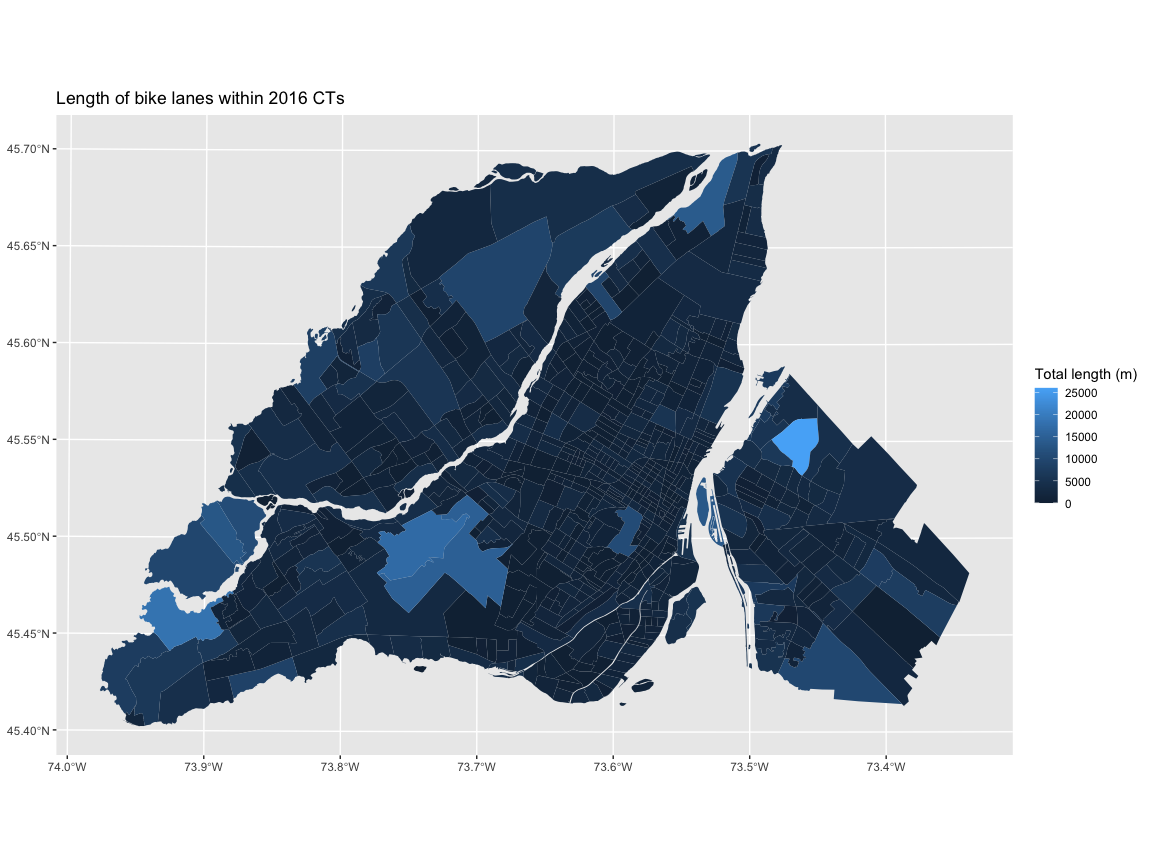 Length of bike lanes within 2016 CTs
45.70°N
45.65°N
45.60°N
45.55°N
45.50°N
45.45°N
45.40°N
74.0°W 73.9°W 73.8°W 73.7°W 73.6°W 73.5°W 73.4°W
Total length (m)
25000
20000
15000
10000
5000
0